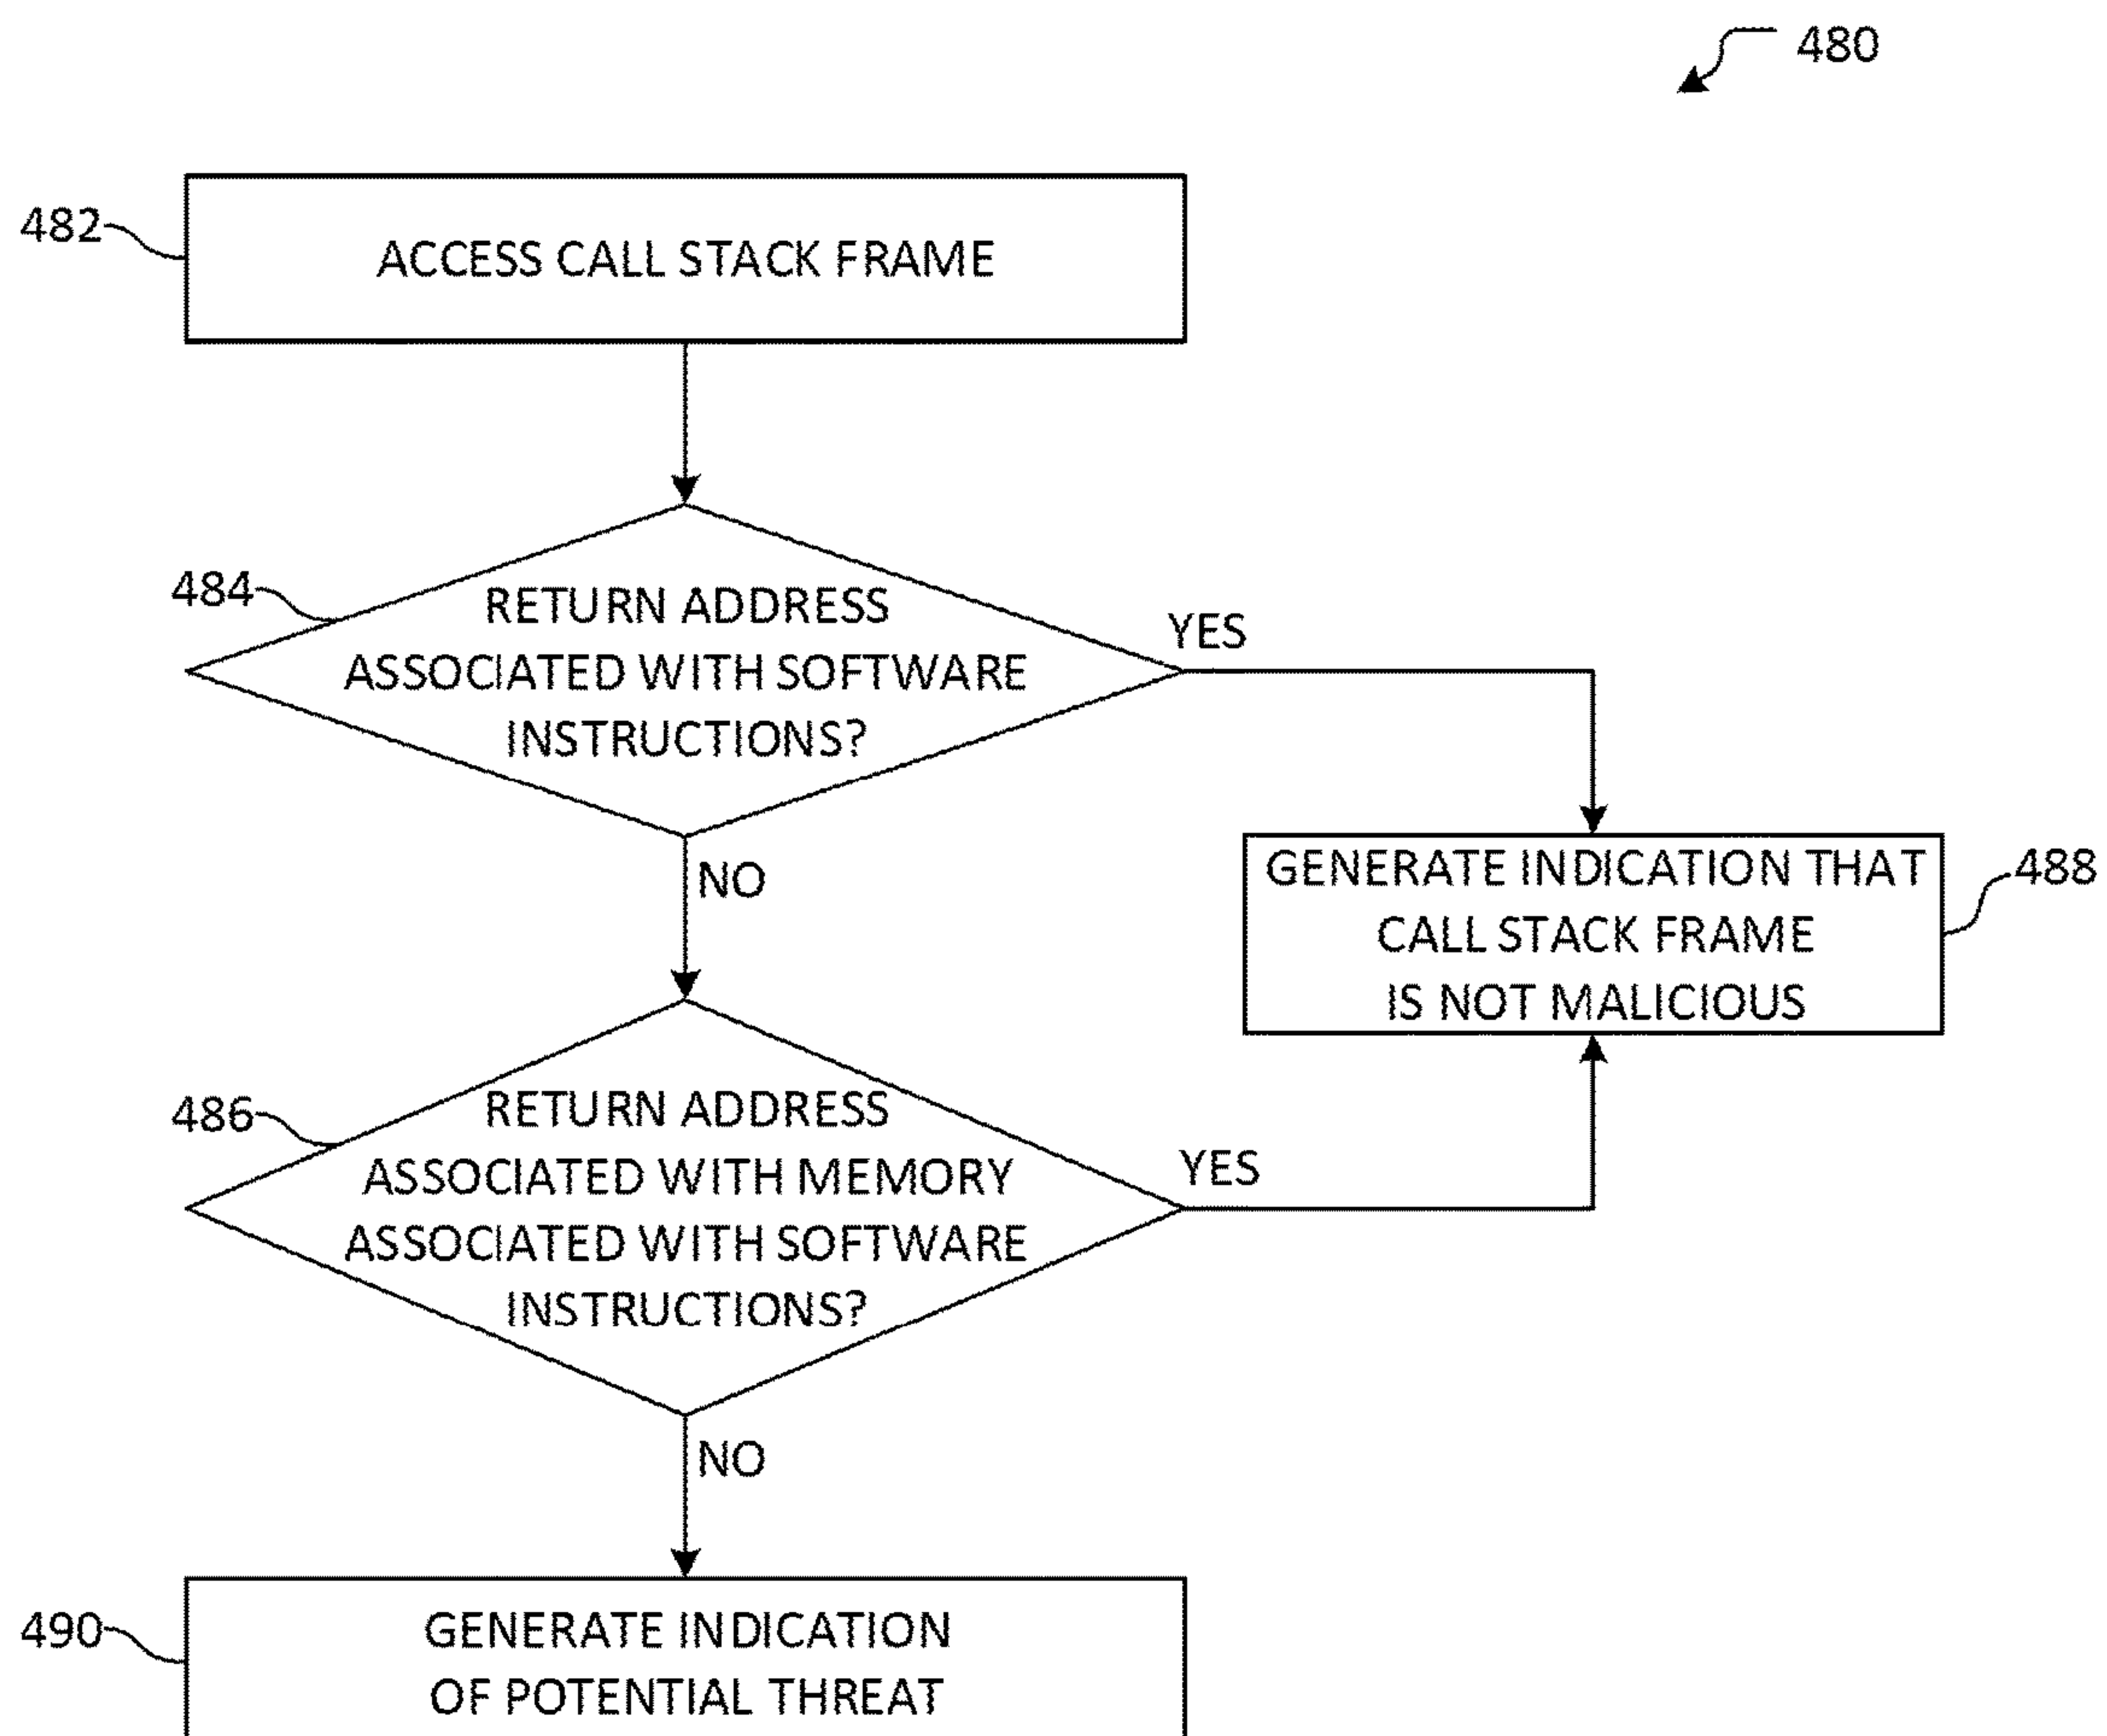 480
482
ACCESS CALL STACK FRAME
484
RETURN ADDRESS
ASSOCIATED WITH SOFTWARE
INSTRUCTIONS?
YES
NO
GENERATE INDICATION THAT
CALL STACK FRAME
IS NOT MALICIOUS
488
486
RETURN ADDRESS
ASSOCIATED WITH MEMORY
ASSOCIATED WITH SOFTWARE
INSTRUCTIONS?
YES
NO
490
GENERATE INDICATION
OF POTENTIAL THREAT